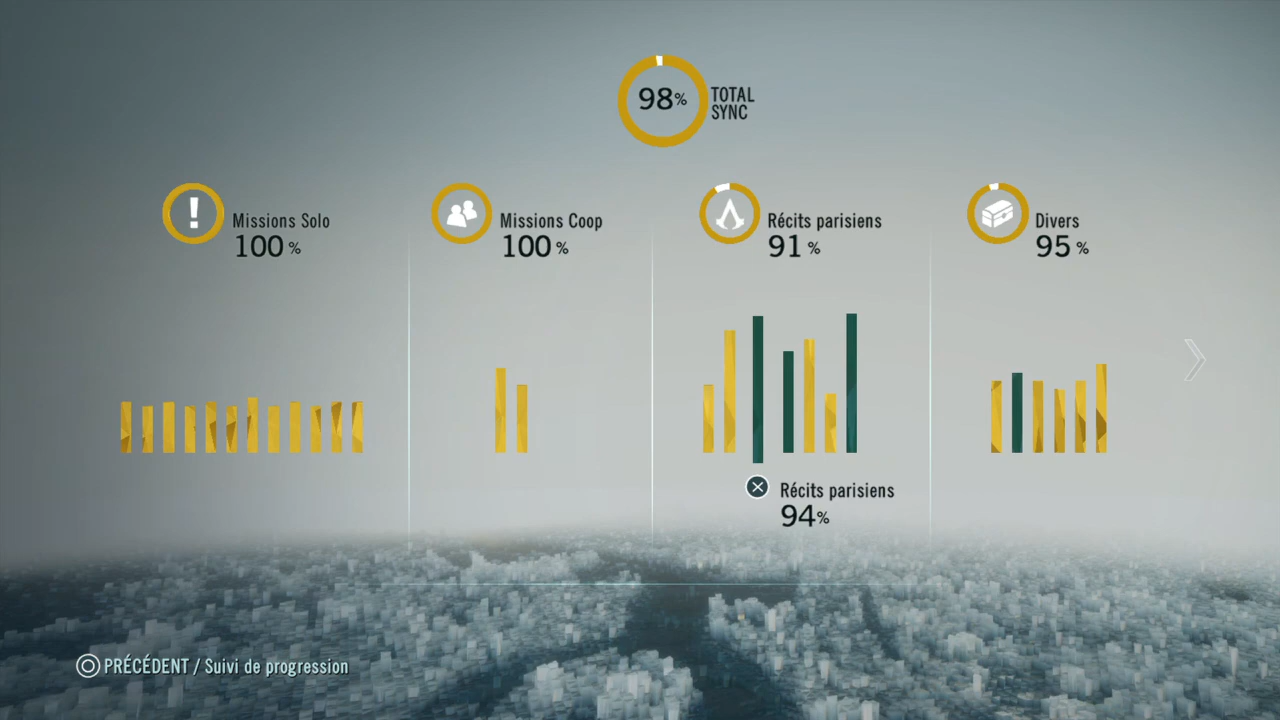 98%
TOTAL
SYNC
Missions Solo
100 %
Missions Coop
100 %
Récits parisiens
91 %
Divers
95 %
Récits parisiens
94%
PRÉCÉDENT / Suivi de progression